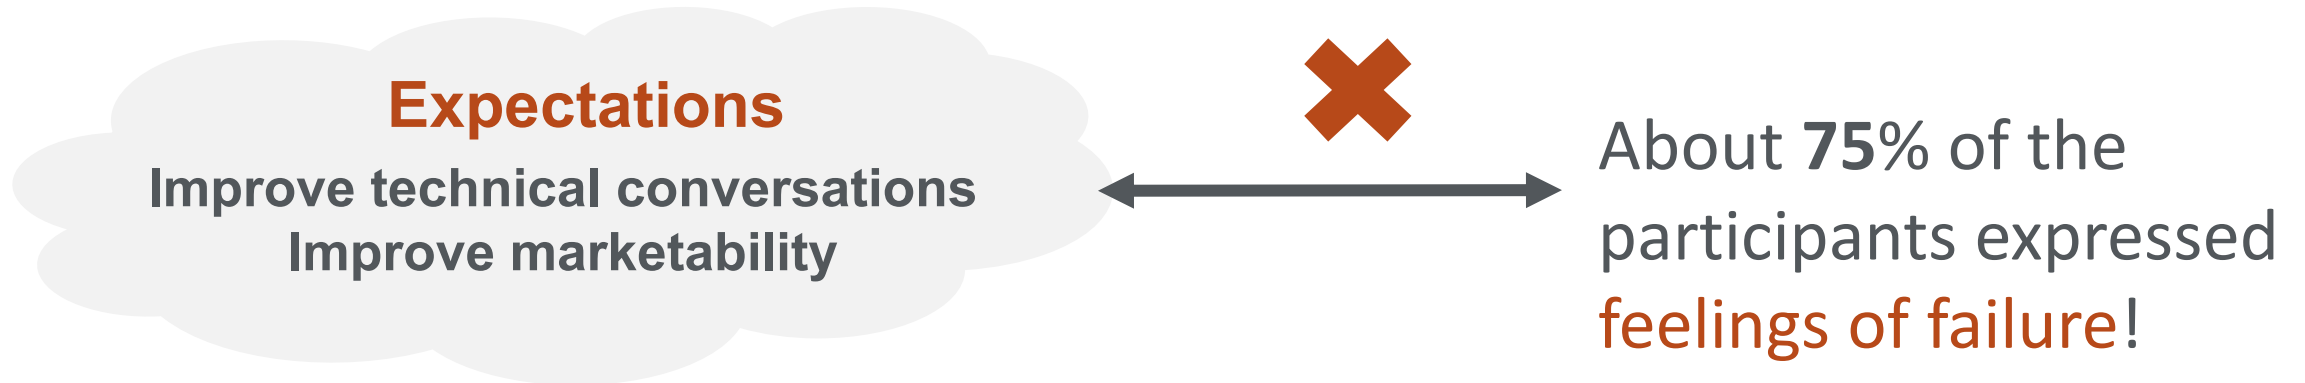 Expectations
Improve technical conversations
Improve marketability
About 75% of the
participants expressed
feelings of failure!